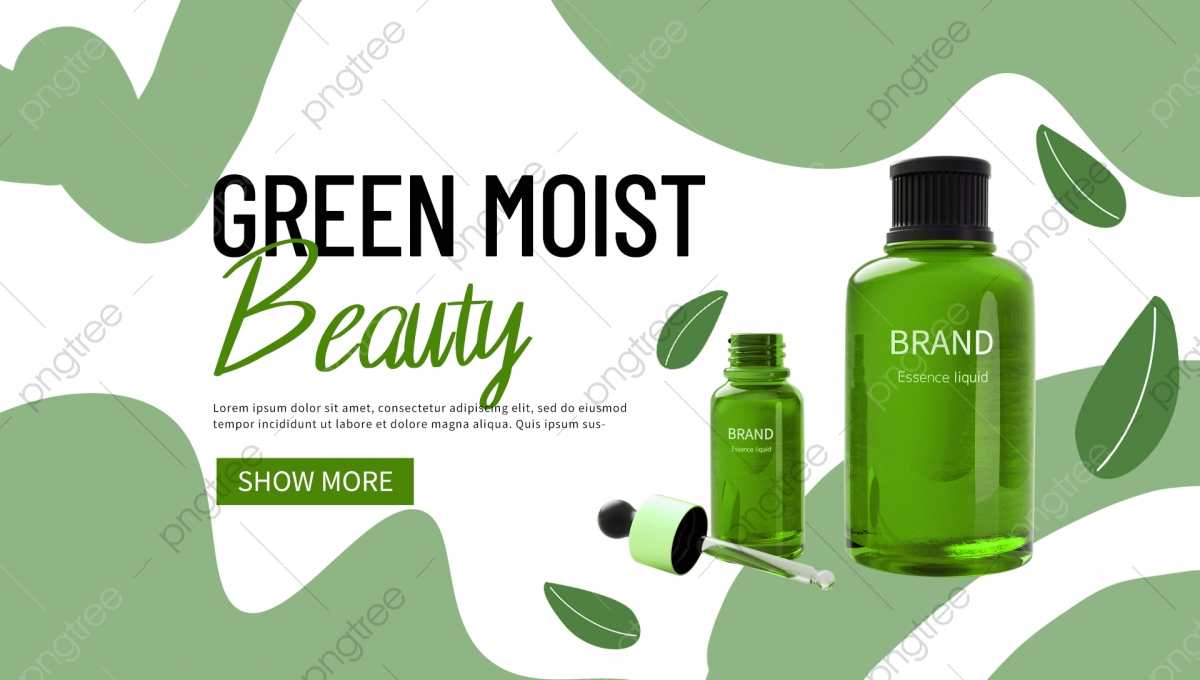 GREEN MOIST
Beauty
Lorem ipsum dolor sit amet, consectetur adipiscing elit, sed do eiusmod
tempor incididunt ut labore et dolore magna aliqua. Quis ipsum sus-
SHOW MORE
BRAND
Essence liquid
BRAND
Essence liquid
pngtree